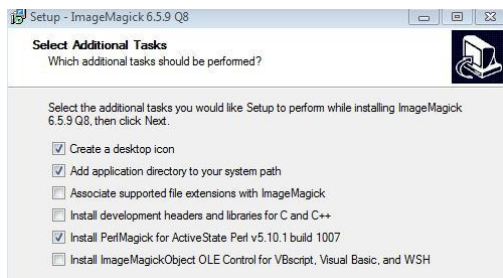 Setup - ImageMagick 6.5.9 Q8
Select Additional Tasks
Which additional tasks should be performed?
Select the additional tasks you would like Setup to perform while installing ImageMagick
6.5.9 Q8, then click Next.
Create a desktop icon
Add application directory to your system path
Associate supported file extensions with ImageMagick
Install development headers and libraries for C and C++
Install PerlMagick for ActiveState Perl v5.10.1 build 1007
Install ImageMagickObject OLE Control for VBscript, Visual Basic, and WSH